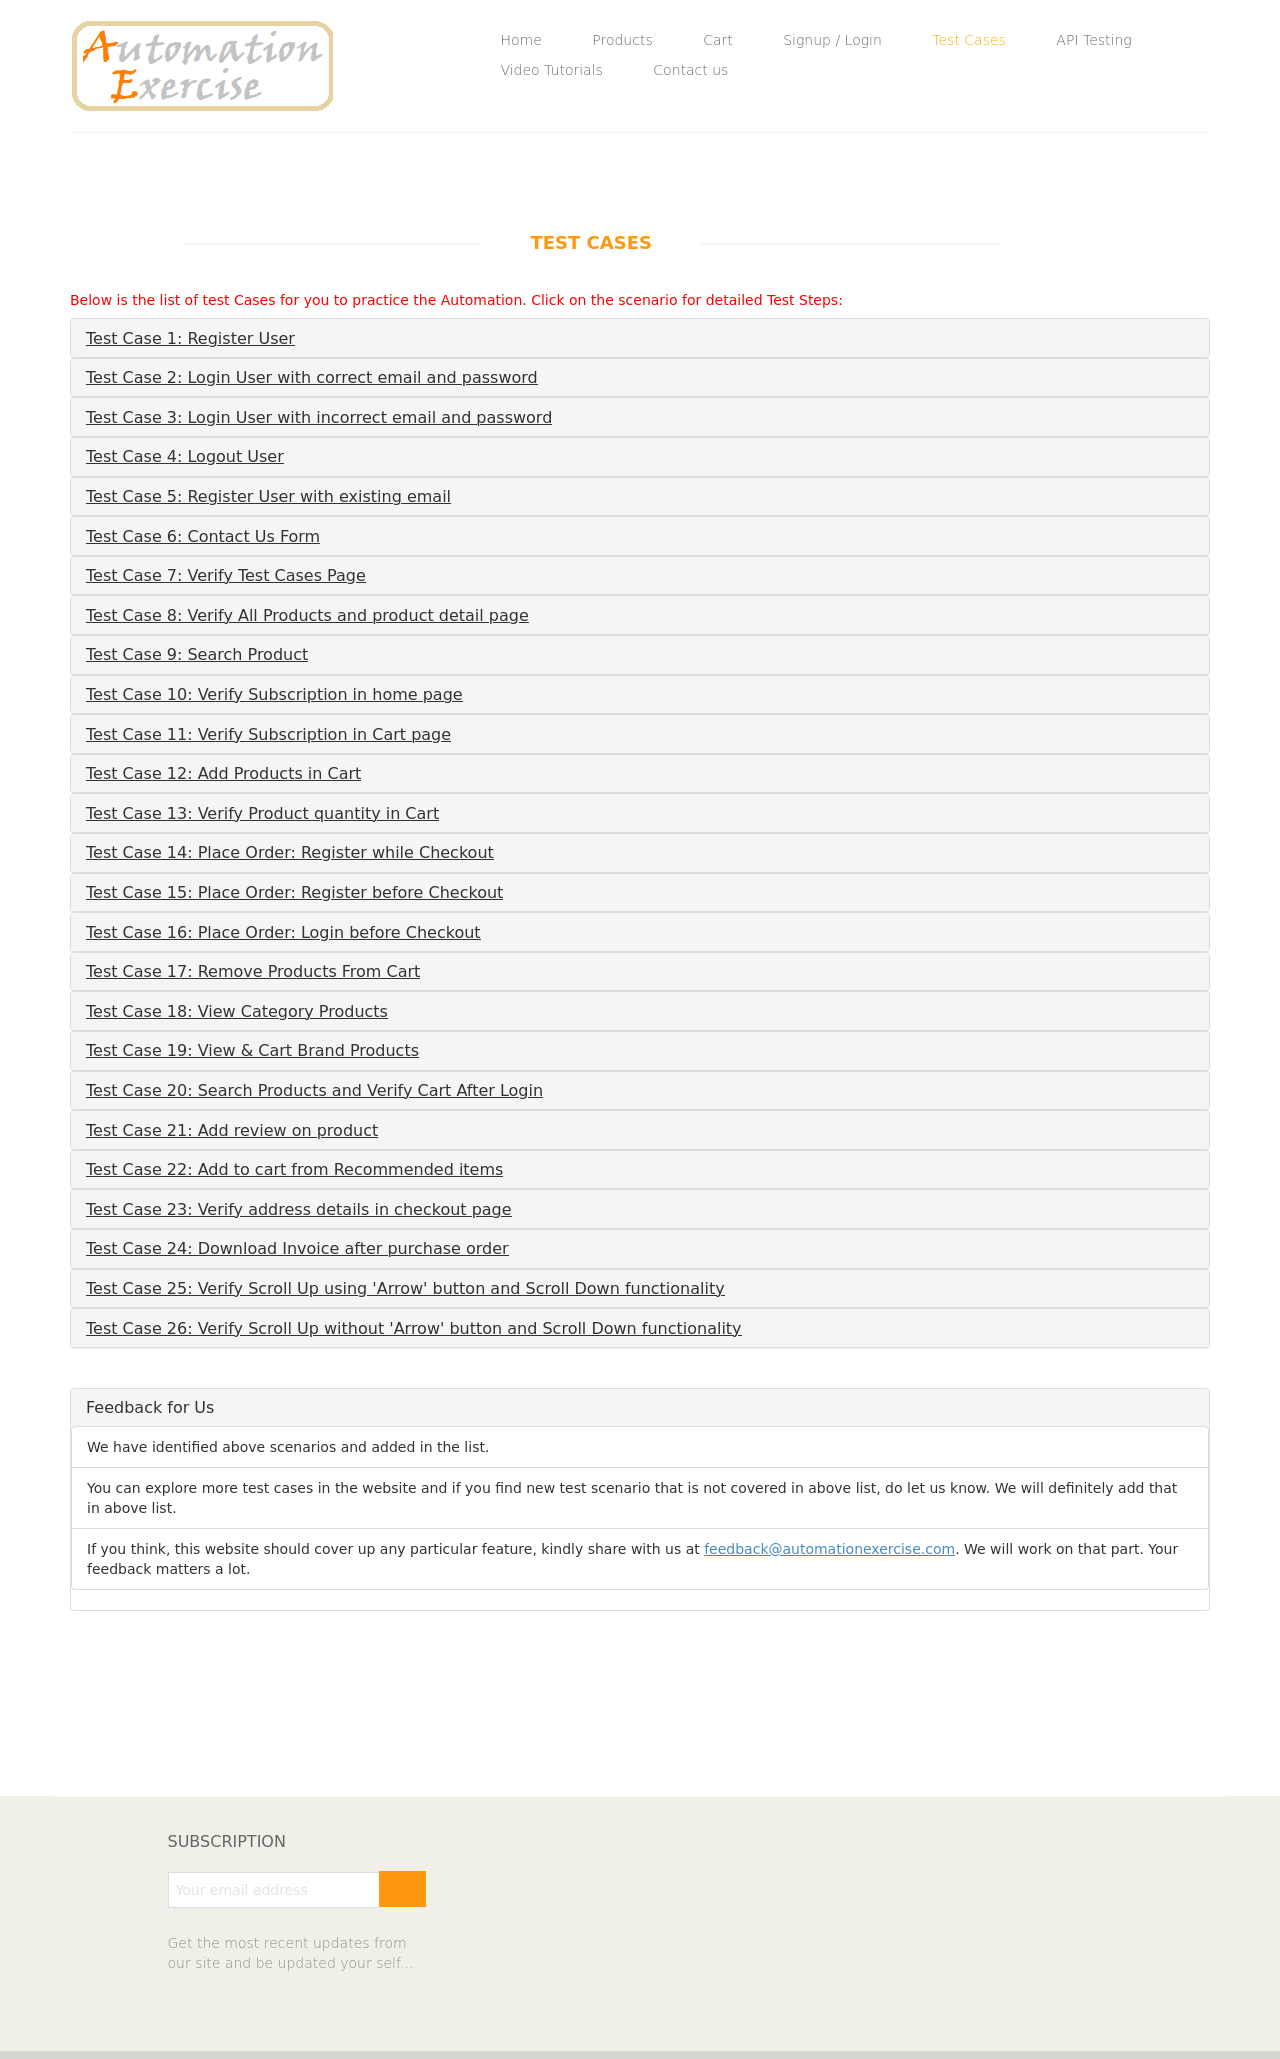 Automation
Exercise
Home Products Cart Signup / Login Test Cases API Testing
Video Tutorials Contact us
TEST CASES
Below is the list of test Cases for you to practice the Automation. Click on the scenario for detailed Test Steps:
Test Case 1: Register User
Test Case 2: Login User with correct email and password
Test Case 3: Login User with incorrect email and password
Test Case 4: Logout User
Test Case 5: Register User with existing email
Test Case 6: Contact Us Form
Test Case 7: Verify Test Cases Page
Test Case 8: Verify All Products and product detail page
Test Case 9: Search Product
Test Case 10: Verify Subscription in home page
Test Case 11: Verify Subscription in Cart page
Test Case 12: Add Products in Cart
Test Case 13: Verify Product quantity in Cart
Test Case 14: Place Order: Register while Checkout
Test Case 15: Place Order: Register before Checkout
Test Case 16: Place Order: Login before Checkout
Test Case 17: Remove Products From Cart
Test Case 18: View Category Products
Test Case 19: View & Cart Brand Products
Test Case 20: Search Products and Verify Cart After Login
Test Case 21: Add review on product
Test Case 22: Add to cart from Recommended items
Test Case 23: Verify address details in checkout page
Test Case 24: Download Invoice after purchase order
Test Case 25: Verify Scroll Up using 'Arrow' button and Scroll Down functionality
Test Case 26: Verify Scroll Up without 'Arrow' button and Scroll Down functionality
Feedback for Us
We have identified above scenarios and added in the list.
You can explore more test cases in the website and if you find new test scenario that is not covered in above list, do let us know. We will definitely add that
in above list.
If you think, this website should cover up any particular feature, kindly share with us at feedback@automationexercise.com. We will work on that part. Your
feedback matters a lot.
SUBSCRIPTION
Your email address
Get the most recent updates from
our site and be updated your self...